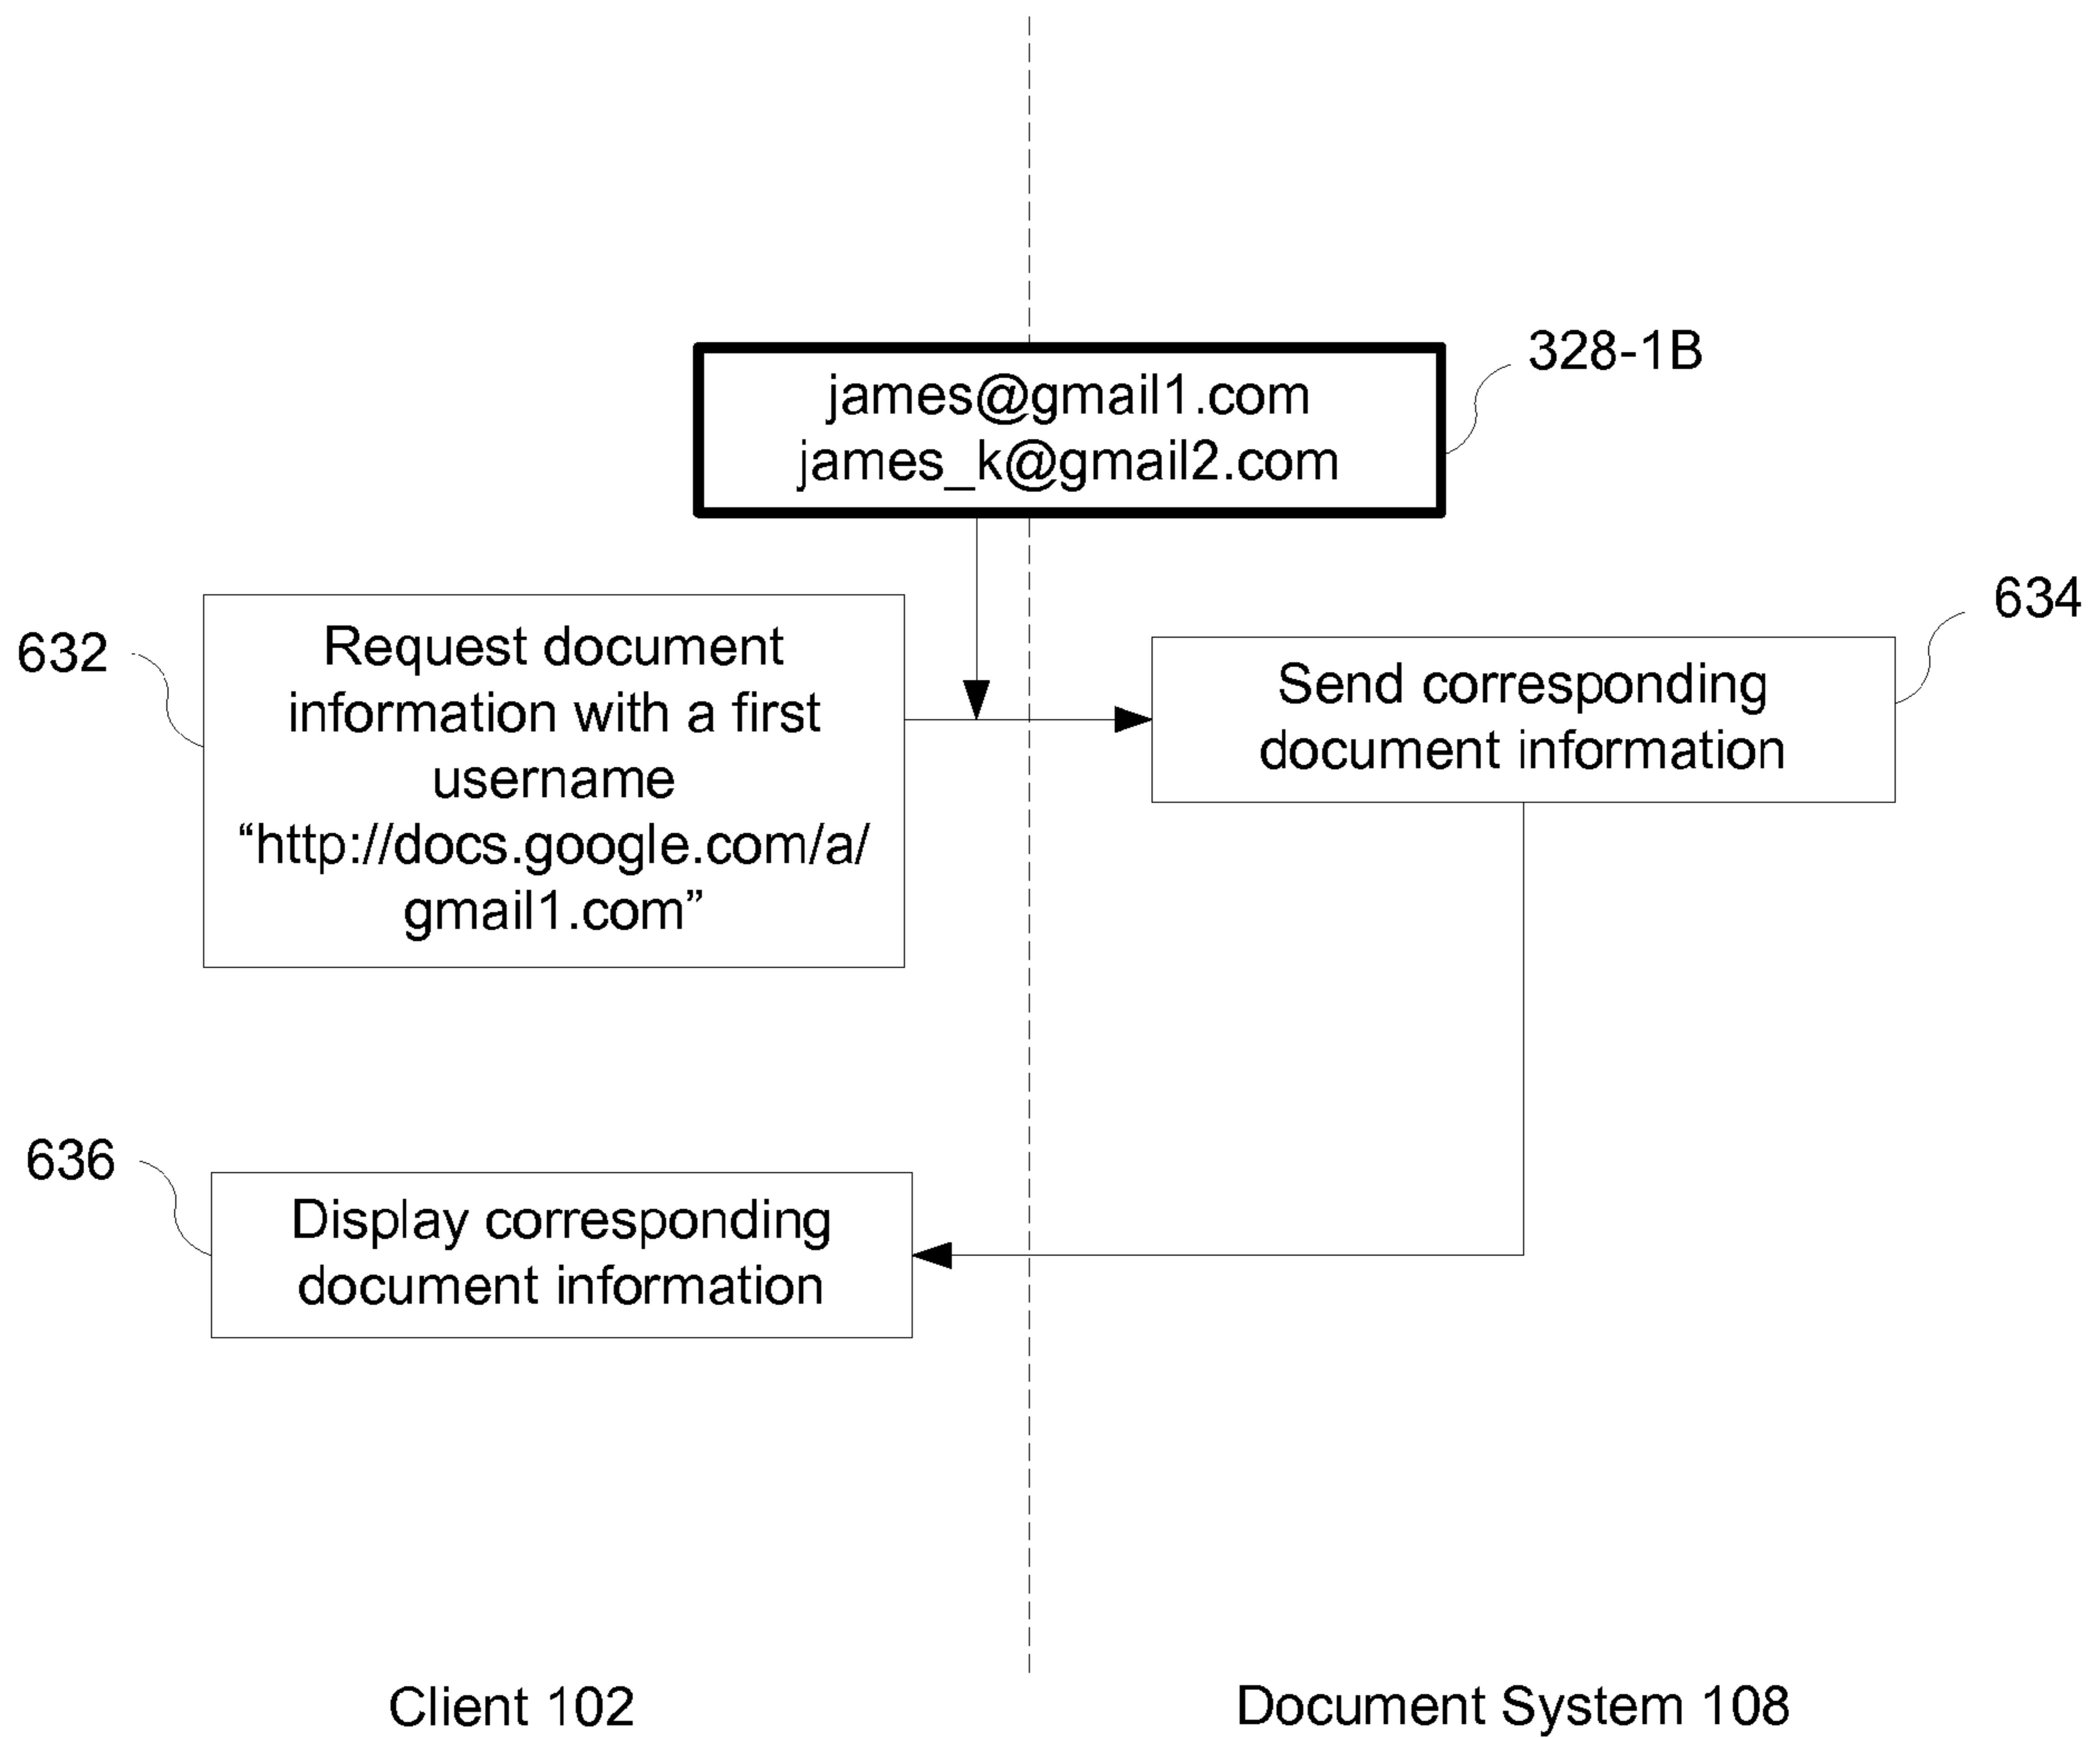 328-1B
james@gmail1.com
james_k@gmail2.com
632
Request document
information with a first
username
“http://docs.google.com/a/
gmail1.com”
634
Send corresponding
document information
636
Display corresponding
document information
Client 102
Document System 108